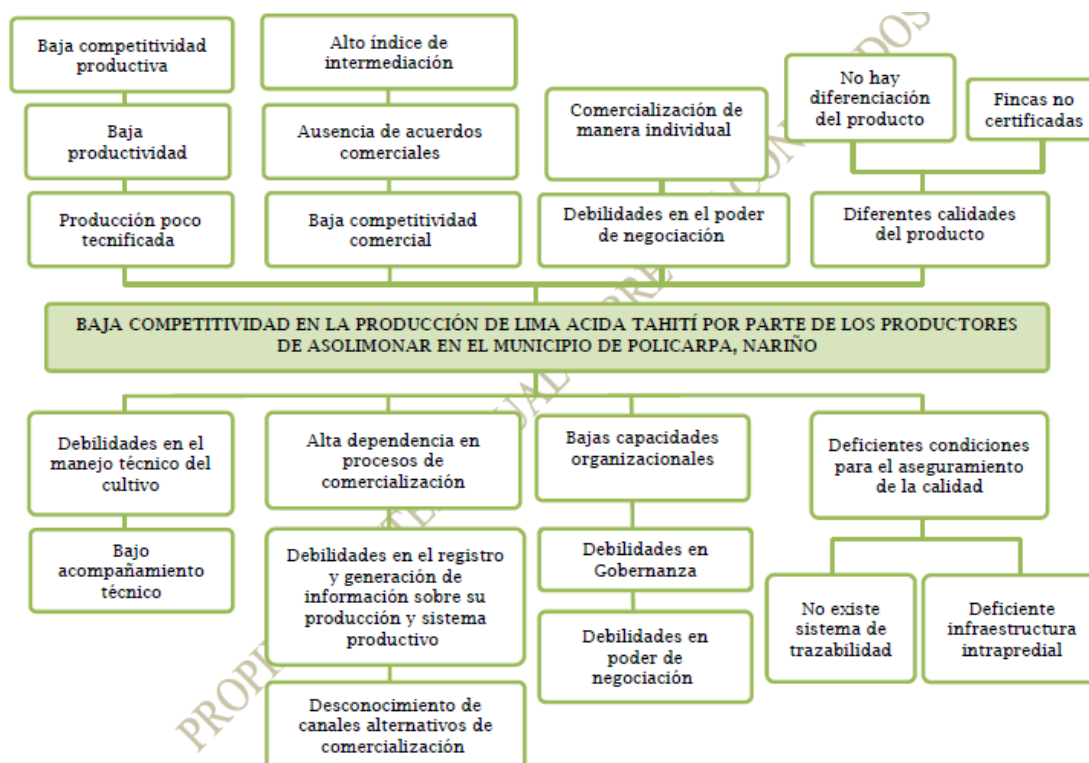 Baja competitividad
productiva
Alto índice de
intermediación
No hay
diferenciación
del producto
Fincas no
certificadas
Baja
productividad
Ausencia de acuerdos
comerciales
Comercialización de
manera individual
Producción poco
tecnificada
Baja competitividad
comercial
Debilidades en el poder
de negociación
Diferentes calidades
del producto
BAJA COMPETITIVIDAD EN LA PRODUCCIÓN DE LIMA ACIDA TAHITÍ POR PARTE DE LOS PRODUCTORES
DE ASOLIMONAR EN EL MUNICIPIO DE POLICARPA, NARIÑO
Debilidades en el
manejo técnico del
cultivo
Alta dependencia en
procesos de
comercialización
Bajas capacidades
organizacionales
Deficientes condiciones
para el aseguramiento
de la calidad
Bajo
acompañamiento
técnico
Debilidades en el registro
y generación de
información sobre su
producción y sistema
productivo
Debilidades en
Gobernanza
No existe
sistema de
trazabilidad
Deficiente
infraestructura
intrapredial
Desconocimiento de
canales alternativos de
comercialización
Debilidades en
poder de
negociación